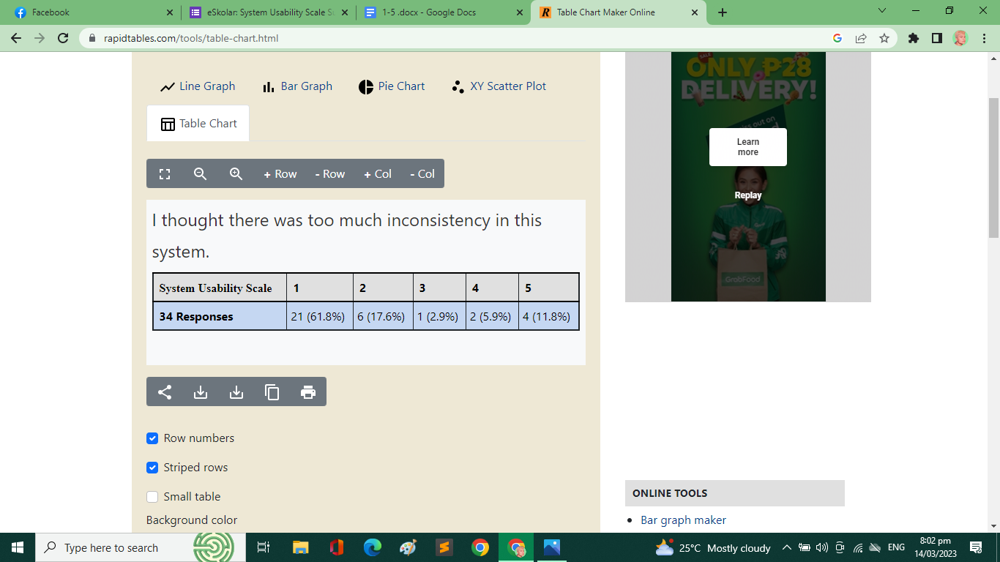 Facebook
eSkolar: System Usability Scale Su
1-5 .docx - Google Docs
Table Chart Maker Online
rapidtables.com/tools/table-chart.html
Line Graph
Bar Graph
Pie Chart
XY Scatter Plot
Table Chart
+ Row
- Row
+ Col
- Col
I thought there was too much inconsistency in this
system.
System Usability Scale 1 2 3 4 5
34 Responses 21 (61.8%) 6 (17.6%) 1 (2.9%) 2 (5.9%) 4 (11.8%)
Row numbers
Striped rows
Small table
Background color
SALE
ONLY ₱28
DELIVERY!
out on
Learn
more
Replay
GrabFood
ONLINE TOOLS
Bar graph maker
Type here to search
25°C Mostly cloudy
ENG
8:02 pm
14/03/2023